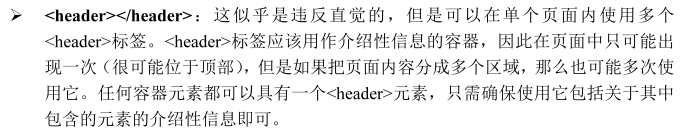 ➢ <header></header>：这似乎是违反直觉的，但是可以在单个页面内使用多个
<header>标签。<header>标签应该用作介绍性信息的容器，因此在页面中只可能出
现一次（很可能位于顶部），但是如果把页面内容分成多个区域，那么也可能多次使
用它。任何容器元素都可以具有一个<header>元素，只需确保使用它包括关于其中
包含的元素的介绍性信息即可。